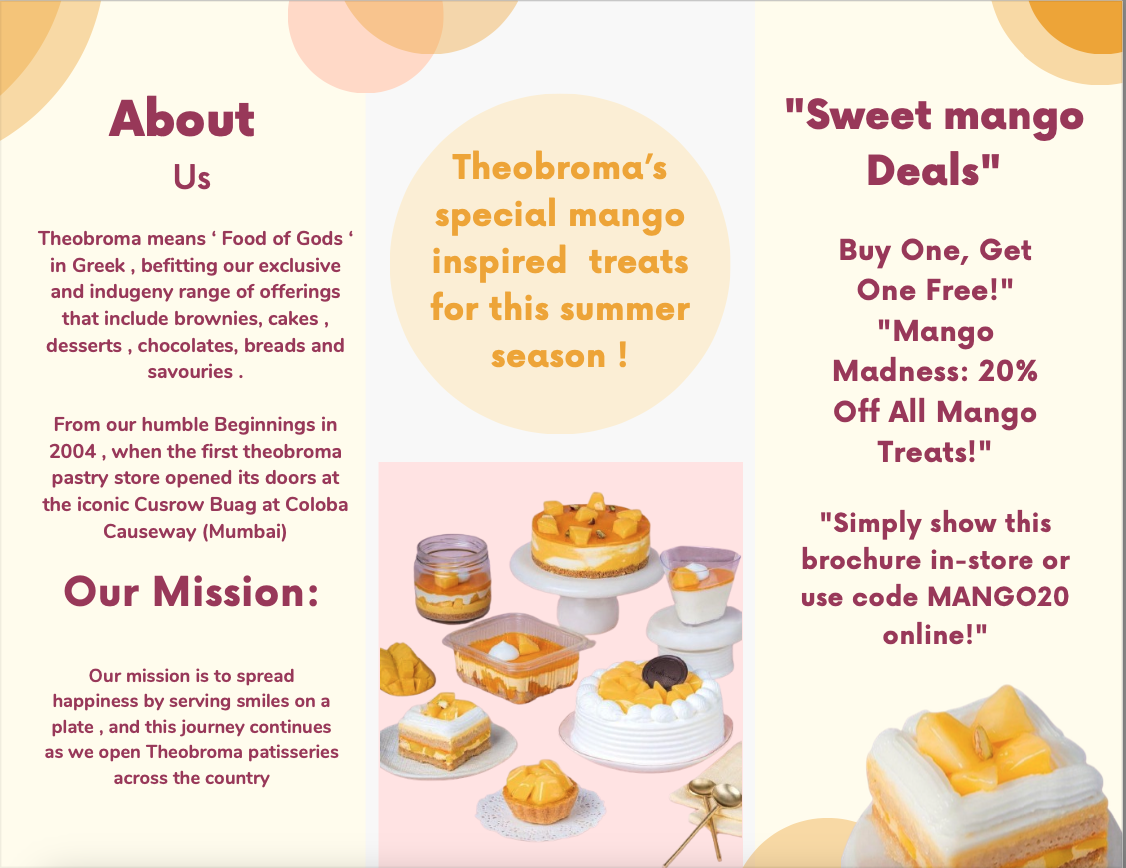 About
Us
Theobroma means ‘ Food of Gods ‘
in Greek , befitting our exclusive
and indugeny range of offerings
that include brownies, cakes ,
desserts , chocolates, breads and
savouries .
From our humble Beginnings in
2004 , when the first theobroma
pastry store opened its doors at
the iconic Cusrow Buag at Coloba
Causeway (Mumbai)
Our Mission:
Our mission is to spread
happiness by serving smiles on a
plate , and this journey continues
as we open Theobroma patisseries
across the country
Theobroma’s
special mango
inspired  treats
for this summer
season !
"Sweet mango
Deals"
Buy One, Get
One Free!"
"Mango
Madness: 20%
Off All Mango
Treats!"
"Simply show this
brochure in-store or
use code MANGO20
online!"